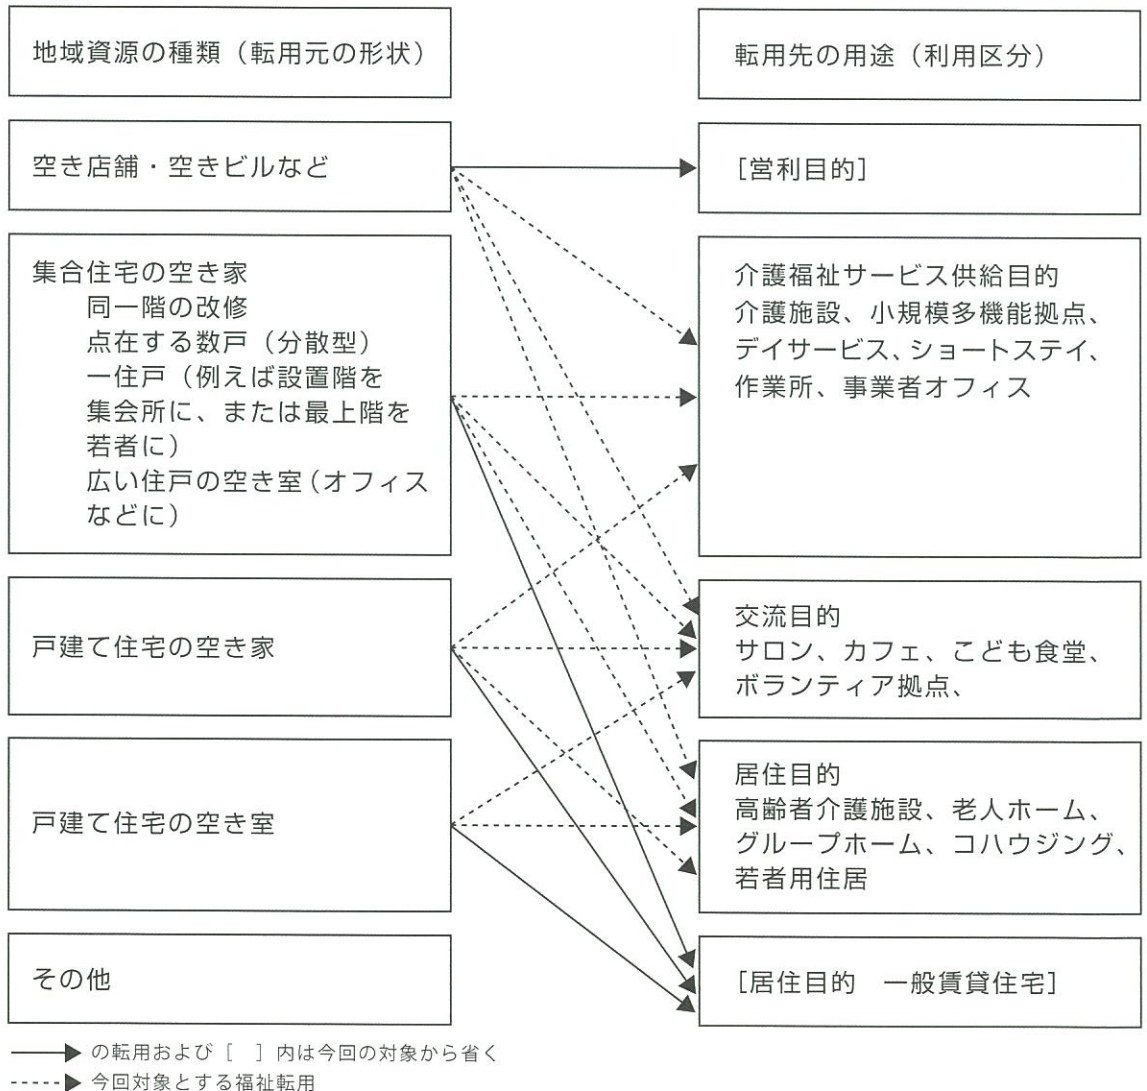 地域資源の種類（転用元の形状）
転用先の用途（利用区分）
空き店舗・空きビルなど
［営利目的］
集合住宅の空き家
同一階の改修
点在する数戸（分散型）
一住戸（例えば設置階を
集会所に、または最上階を
若者に）
広い住戸の空き室（オフィス
などに）
介護福祉サービス供給目的
介護施設、小規模多機能拠点、
デイサービス、ショートステイ、
作業所、事業者オフィス
戸建て住宅の空き家
交流目的
サロン、カフェ、こども食堂、
ボランティア拠点、
戸建て住宅の空き室
居住目的
高齢者介護施設、老人ホーム、
グループホーム、コハウジング、
若者用住居
その他
［居住目的　一般賃貸住宅］
の転用および［　］内は今回の対象から省く
今回対象とする福祉転用